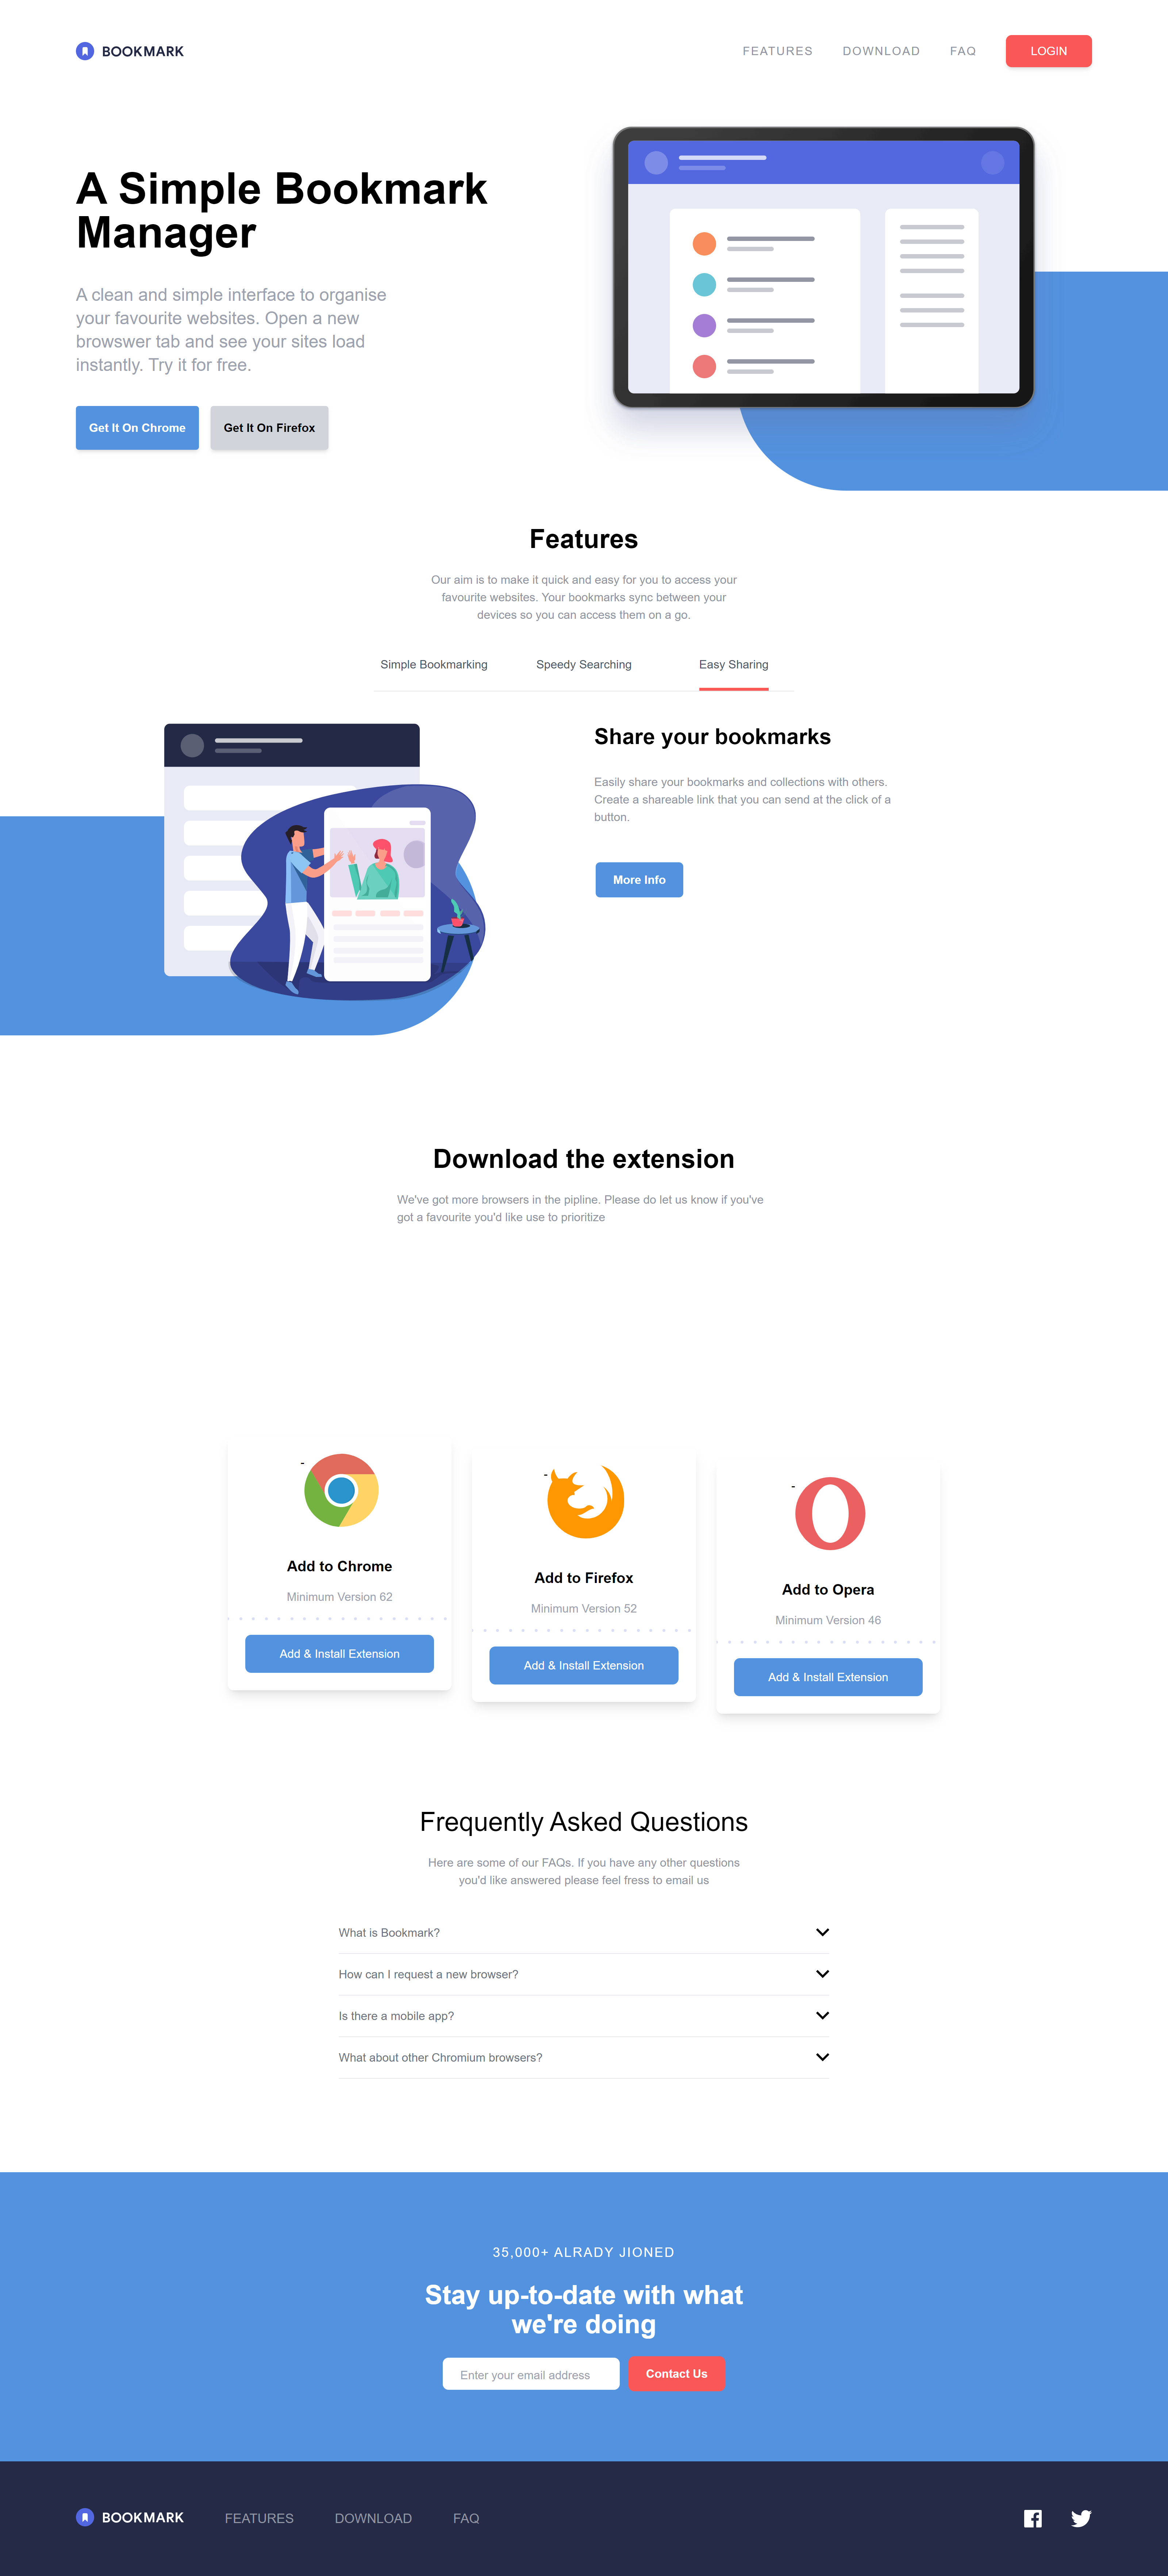 BOOKMARK
FEATURES
DOWNLOAD
FAQ
LOGIN
A Simple Bookmark
Manager
A clean and simple interface to organise
your favourite websites. Open a new
browswer tab and see your sites load
instantly. Try it for free.
Get It On Chrome
Get It On Firefox
Features
Our aim is to make it quick and easy for you to access your
favourite websites. Your bookmarks sync between your
devices so you can access them on a go.
Simple Bookmarking
Speedy Searching
Easy Sharing
Share your bookmarks
Easily share your bookmarks and collections with others.
Create a shareable link that you can send at the click of a
button.
More Info
Download the extension
We've got more browsers in the pipline. Please do let us know if you've
got a favourite you'd like use to prioritize
-
Add to Chrome
Minimum Version 62
Add & Install Extension
-
Add to Firefox
Minimum Version 52
Add & Install Extension
-
Add to Opera
Minimum Version 46
Add & Install Extension
Frequently Asked Questions
Here are some of our FAQs. If you have any other questions
you'd like answered please feel fress to email us
What is Bookmark?
How can I request a new browser?
Is there a mobile app?
What about other Chromium browsers?
35,000+ ALRADY JIONED
Stay up-to-date with what
we're doing
Enter your email address
Contact Us
BOOKMARK
FEATURES
DOWNLOAD
FAQ